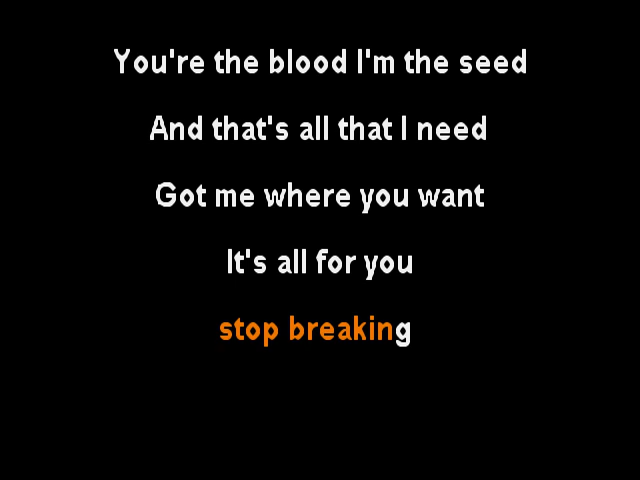 You're the blood I'm the seed
And that's all that I need
Got me where you want
It's all for you
stop breaking